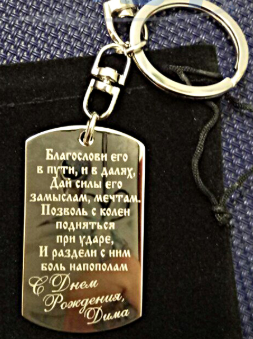 Благослови его
в пути, и в далях,
Дай силы его
замыслам, мечтам.
Позволь с колен
подняться
при ударе,
И раздели с ним
боль напополам
С Днем
Рождения,
Дима